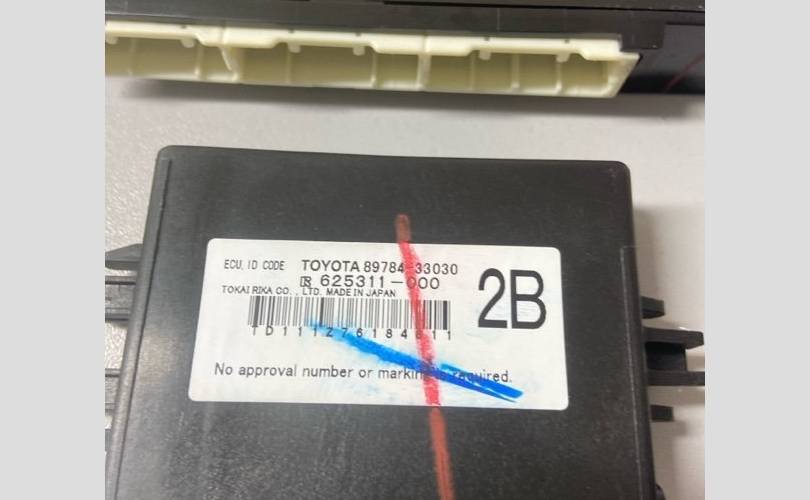 ECU, ID CODE TOYOTA 89784-33030
625311-000
TOKAI RIKA CO., LTD. MADE IN JAPAN
2B
No approval number or marking is required.